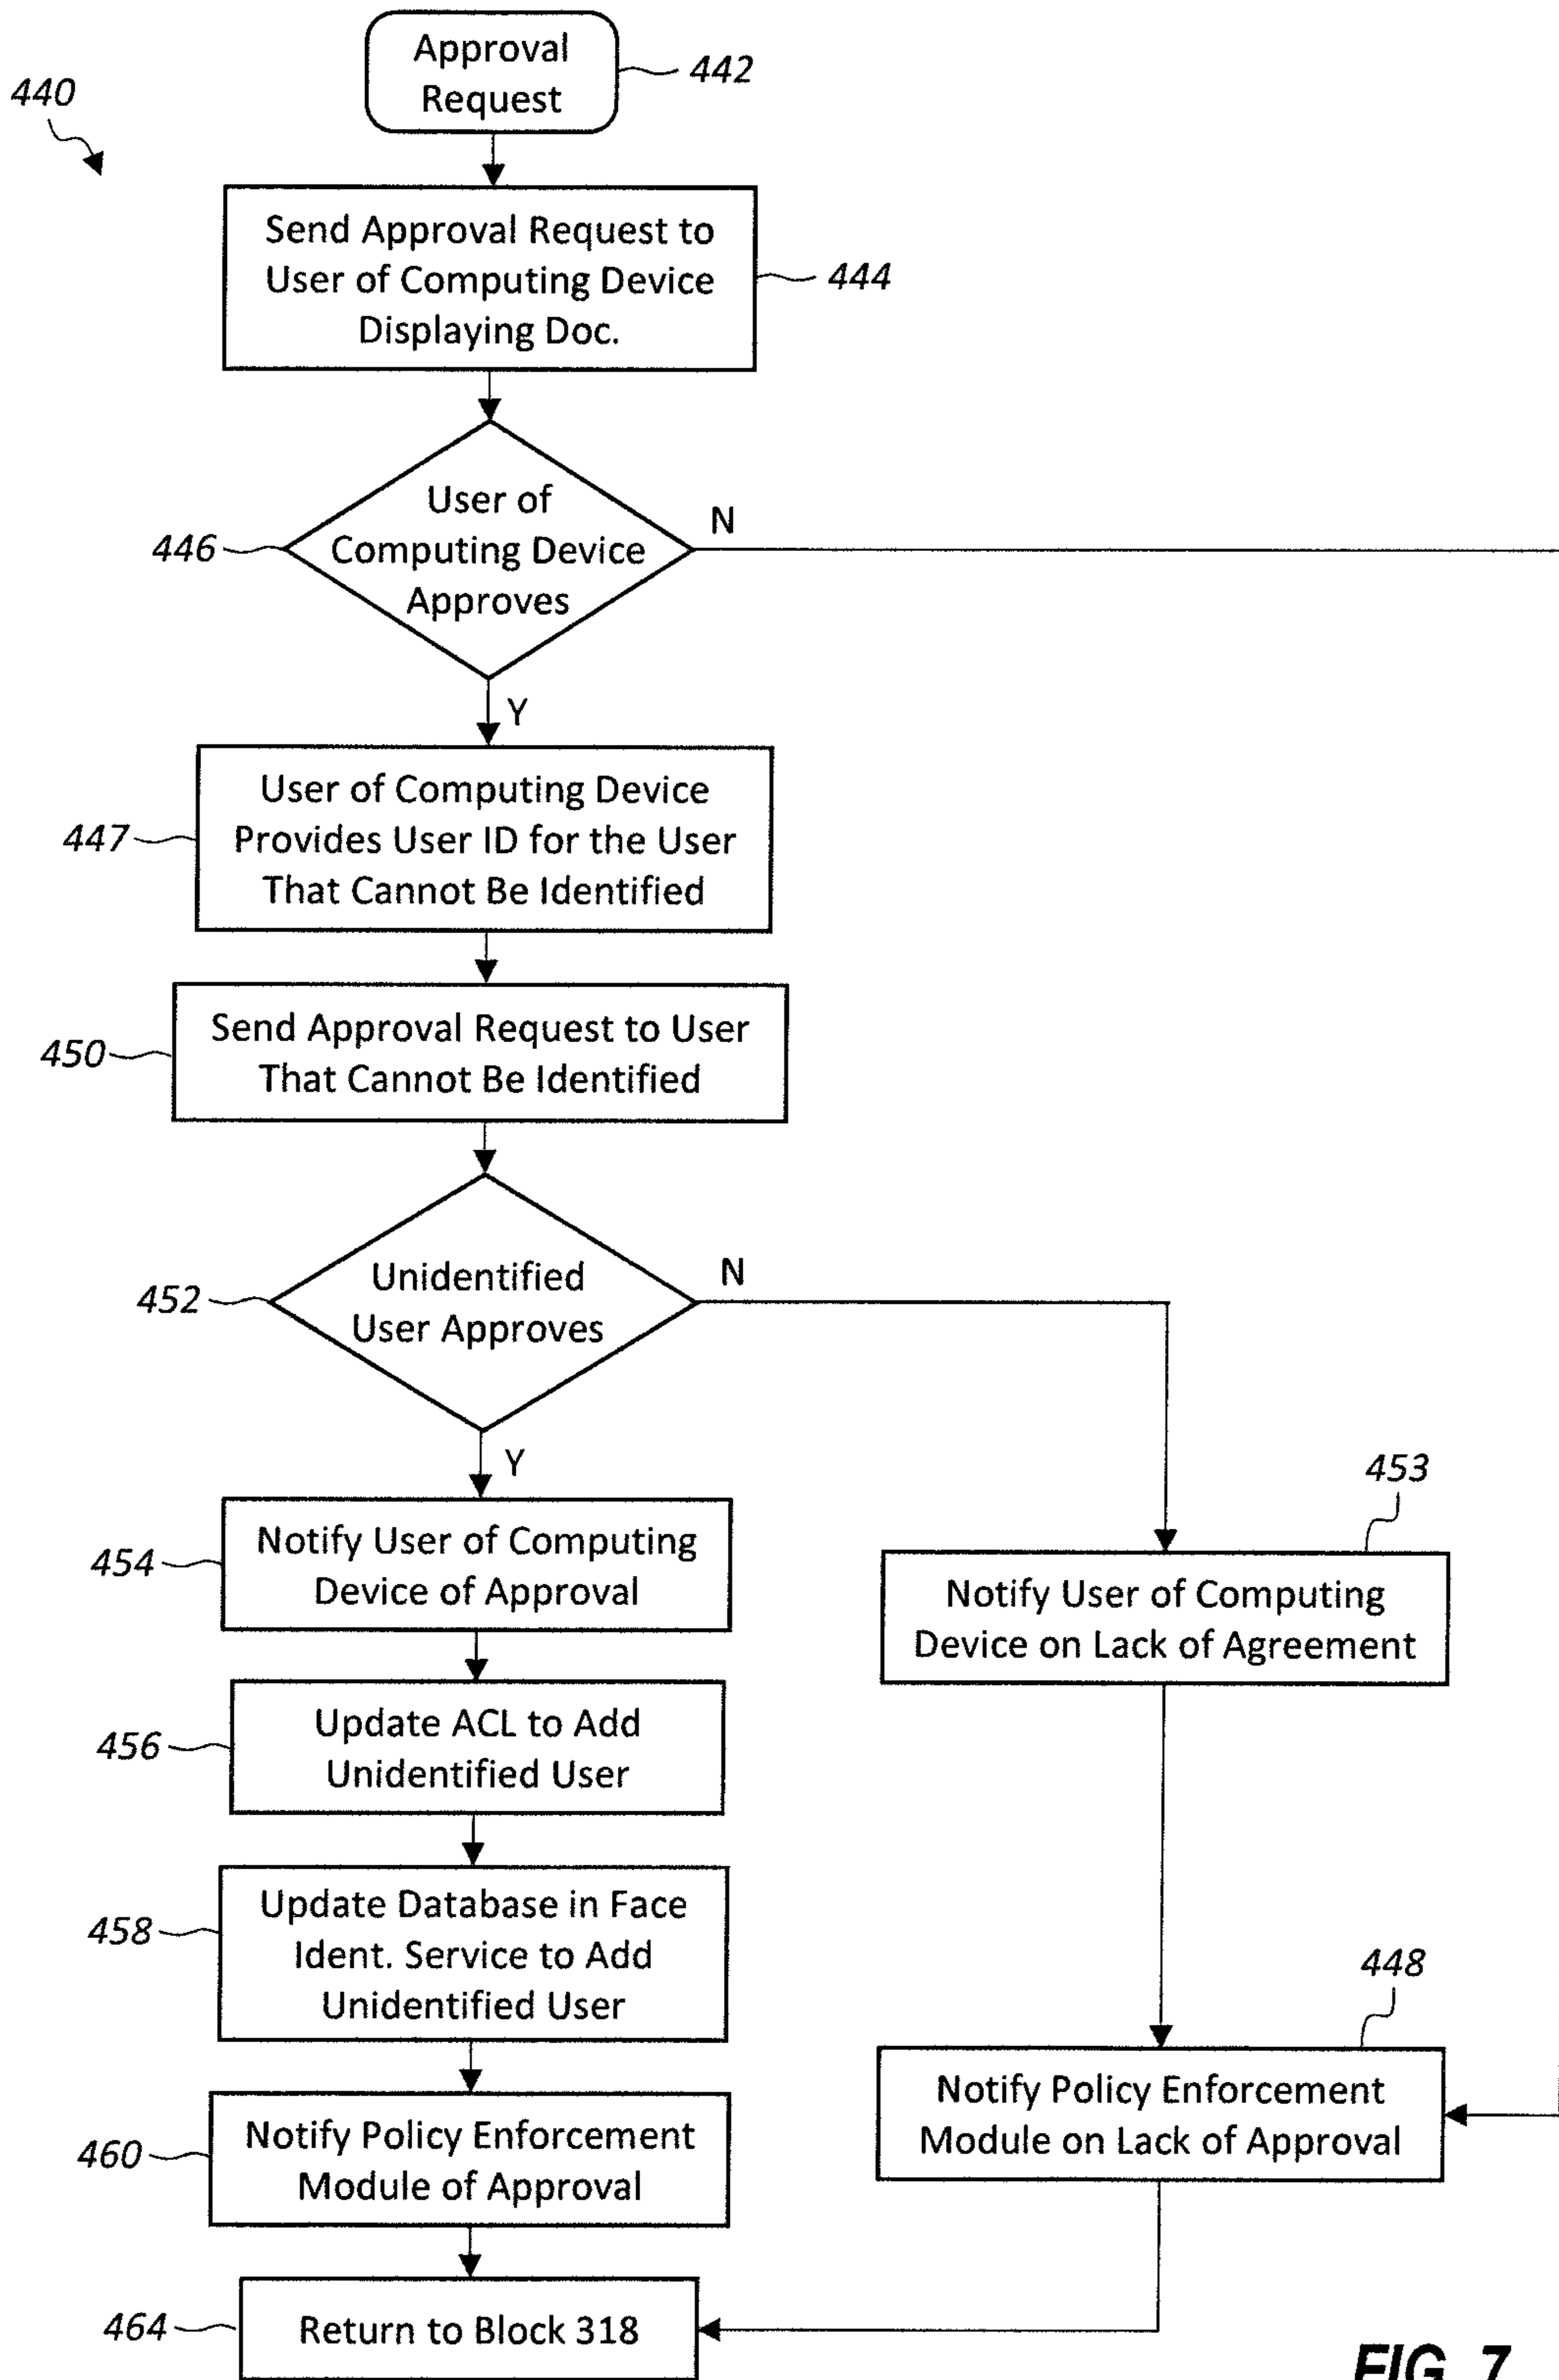 Approval
Request
442
440
Send Approval Request to
User of Computing Device
Displaying Doc.
444
User of
Computing Device
Approves
446
N
Y
User of Computing Device
Provides User ID for the User
That Cannot Be Identified
447
Send Approval Request to User
That Cannot Be Identified
450
Unidentified
User Approves
452
N
Y
453
Notify User of Computing
Device of Approval
454
Notify User of Computing
Device on Lack of Agreement
Update ACL to Add
Unidentified User
456
Update Database in Face
Ident. Service to Add
Unidentified User
458
448
Notify Policy Enforcement
Module on Lack of Approval
Notify Policy Enforcement
Module of Approval
460
Return to Block 318
464
FIG. 7